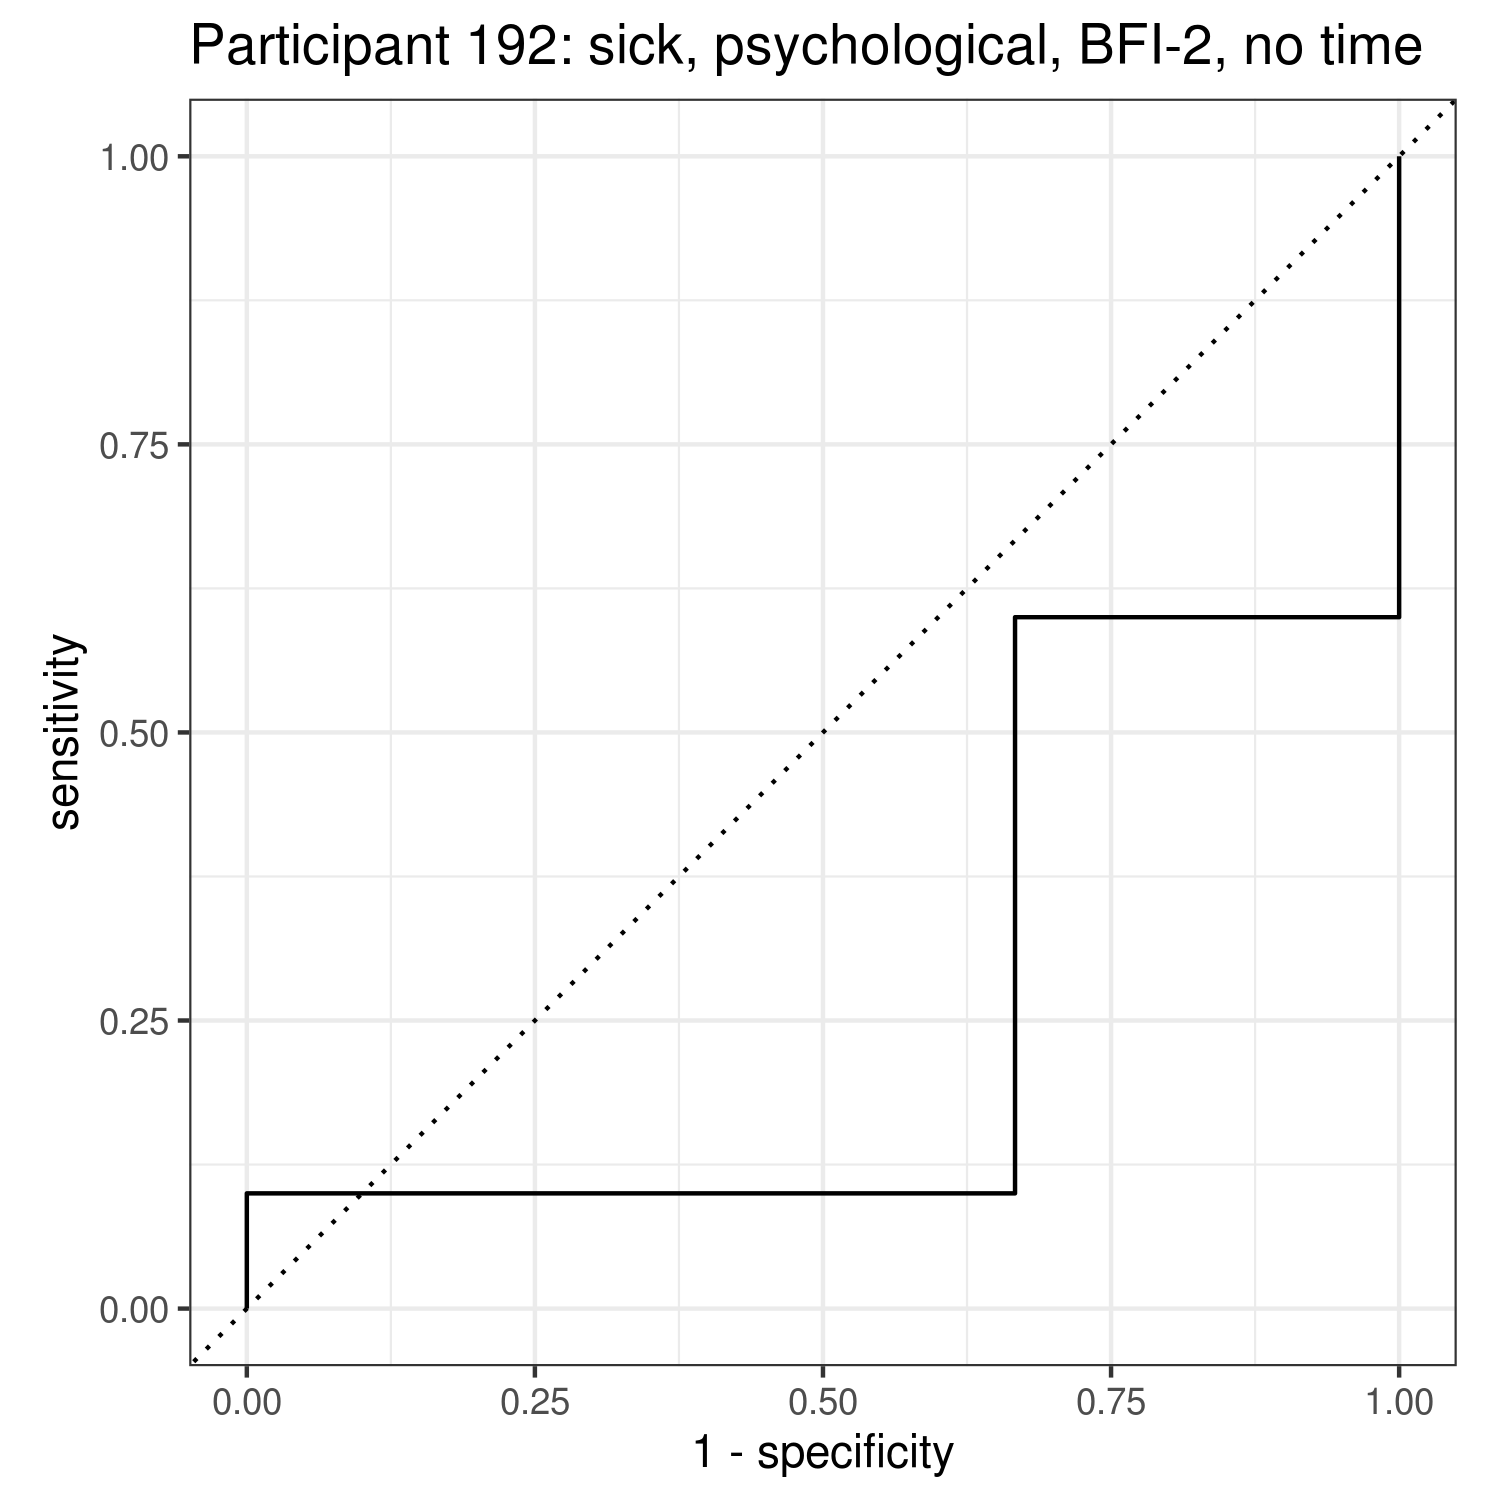 Participant 192: sick, psychological, BFI-2, no time
1.00
0.75
0.50
0.25
0.00
sensitivity
0.00 0.25 0.50 0.75 1.00
1 - specificity